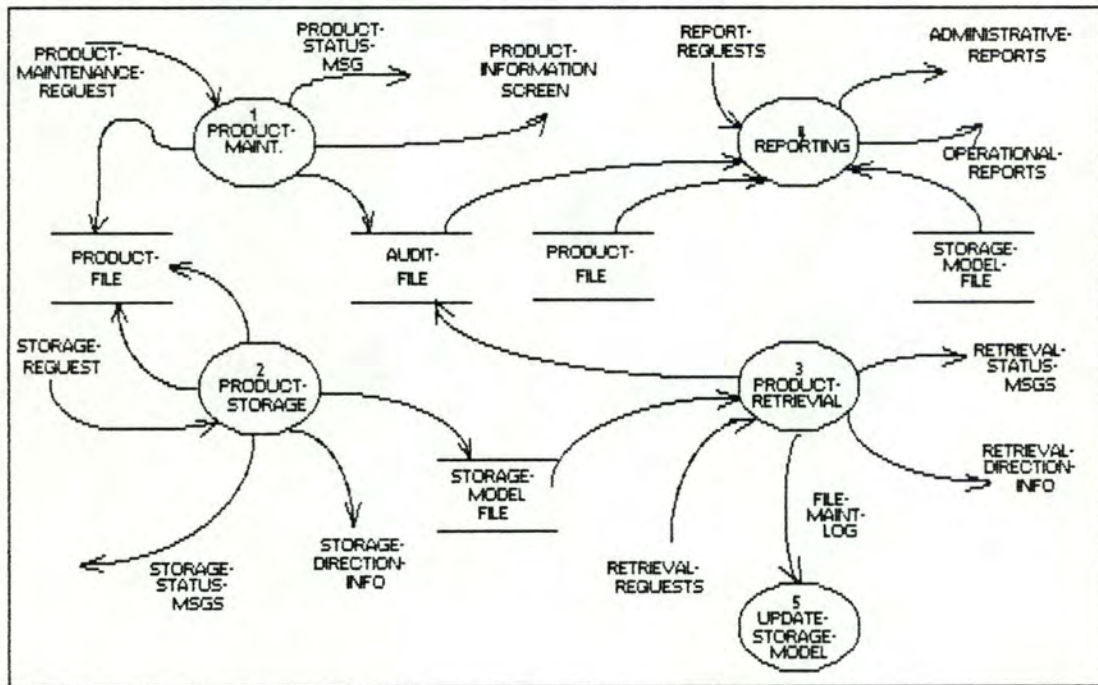 PRODUCT-
MAINTENANCE-
REQUEST
PRODUCT-
STATUS-
MSG
PRODUCT-
INFORMATION
SCREEN
REPORT-
REQUESTS
ADMINISTRATIVE-
REPORTS
1
PRODUCT-
MAINT.
4
REPORTING
OPERATIONAL-
REPORTS
PRODUCT-
FILE
AUDIT-
FILE
PRODUCT-
FILE
STORAGE-
MODEL-
FILE
STORAGE-
REQUEST
2
PRODUCT-
STORAGE
3
PRODUCT-
RETRIEVIAL
RETRIEVAL-
STATUS-
MSGS
STORAGE-
MODEL
FILE
RETRIEVAL-
DIRECTION-
INFO
STORAGE-
STATUS-
MSGS
STORAGE-
DIRECTION-
INFO
RETRIEVAL-
REQUESTS
FILE-
MAINT-
LOG
5
UPDATE-
STORAGE-
MODEL